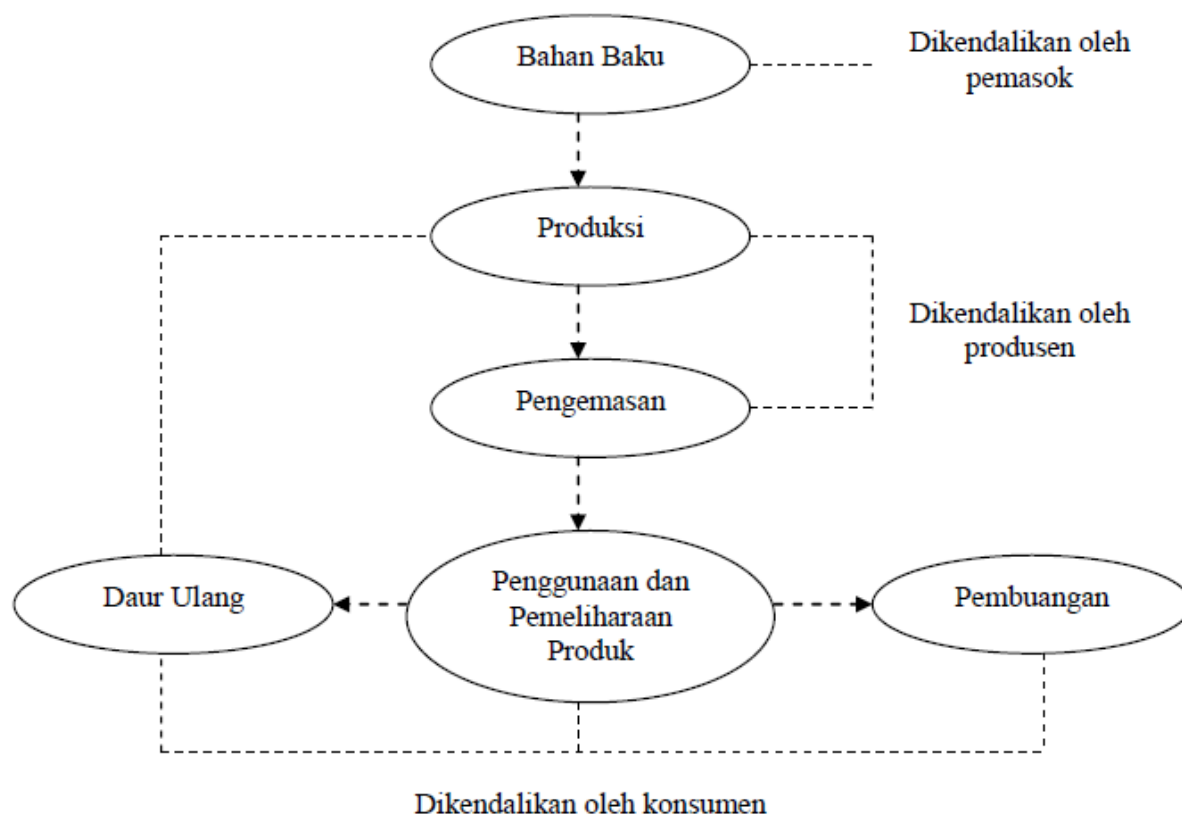 Bahan Baku
Dikendalikan oleh
pemasok
Produksi
Dikendalikan oleh
produsen
Pengemasan
Daur Ulang
Penggunaan dan
Pemeliharaan
Produk
Pembuangan
Dikendalikan oleh konsumen